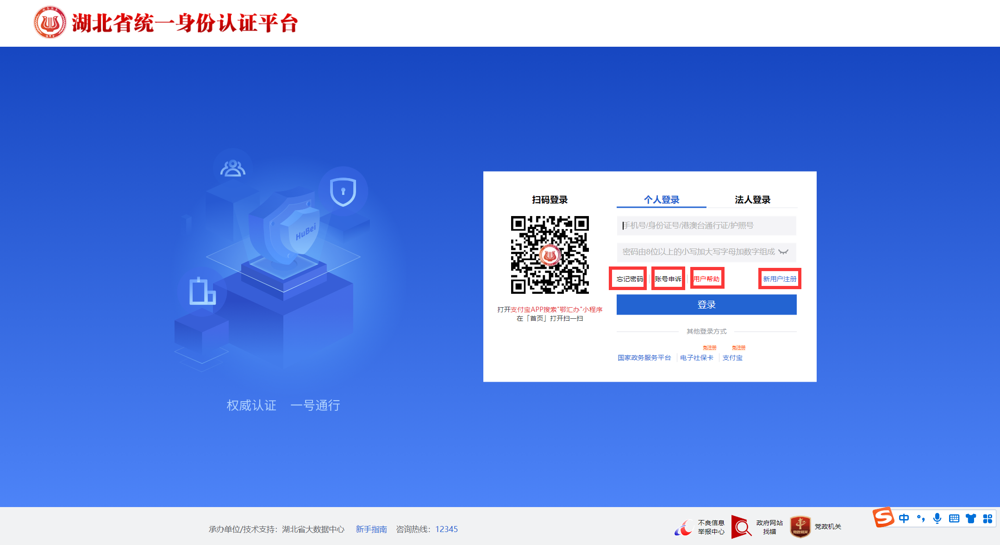 湖北省统一身份认证平台
HuBei
权威认证 一号通行
扫码登录
打开支付宝APP搜索"鄂汇办"小程序
在「首页」打开扫一扫
个人登录 法人登录
手机号/身份证号/港澳台通行证/护照号
密码由8位以上的小写加大写字母加数字组成
忘记密码 账号申诉 用户帮助 新用户注册
登录
其他登录方式
免注册 免注册
国家政务服务平台 电子社保卡 支付宝
承办单位/技术支持：湖北省大数据中心 新手指南 咨询热线：12345
不良信息
举报中心
政府网站
找错
党政机关
党政机关
中